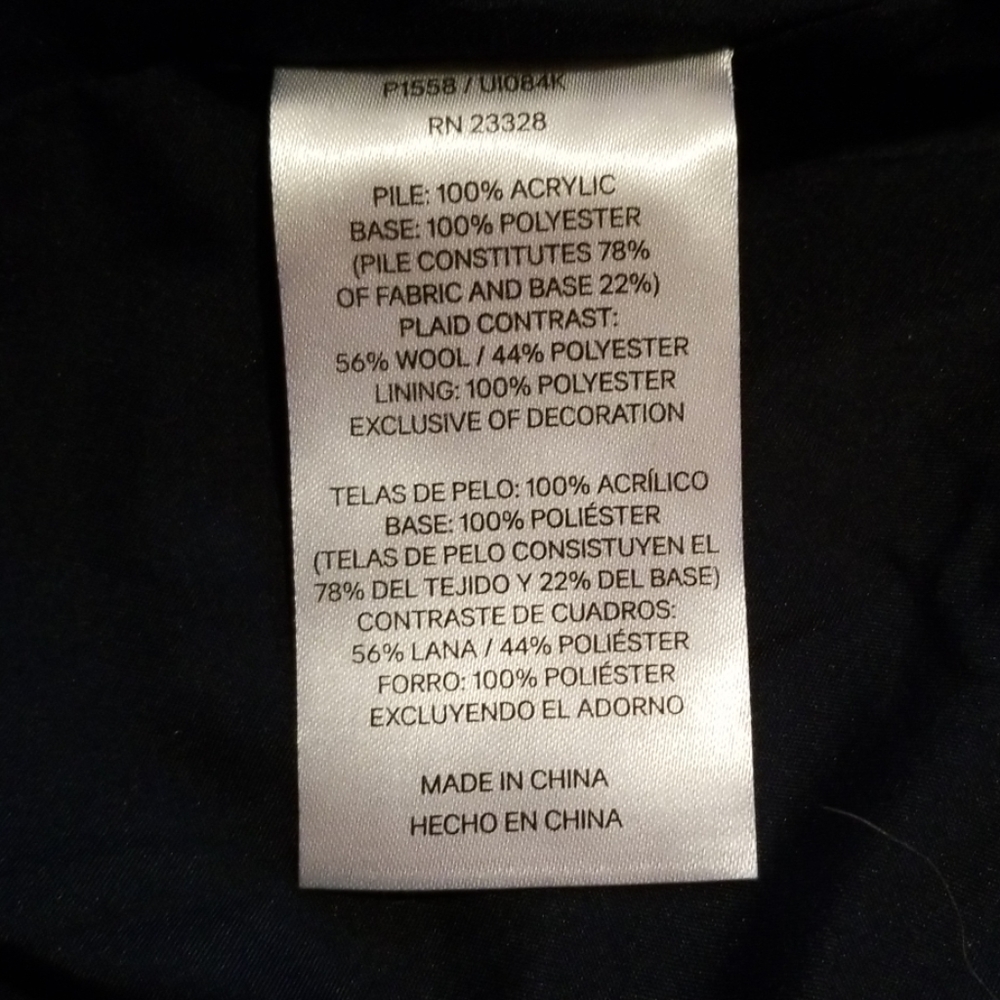 P1558 / UI084K
RN 23328
PILE: 100% ACRYLIC
BASE: 100% POLYESTER
(PILE CONSTITUTES 78%
OF FABRIC AND BASE 22%)
PLAID CONTRAST:
56% WOOL / 44% POLYESTER
LINING: 100% POLYESTER
EXCLUSIVE OF DECORATION
TELAS DE PELO: 100% ACRÍLICO
BASE: 100% POLIÉSTER
(TELAS DE PELO CONSISTUYEN EL
78% DEL TEJIDO Y 22% DEL BASE)
CONTRASTE DE CUADROS:
56% LANA / 44% POLIÉSTER
FORRO: 100% POLIÉSTER
EXCLUYENDO EL ADORNO
MADE IN CHINA
HECHO EN CHINA